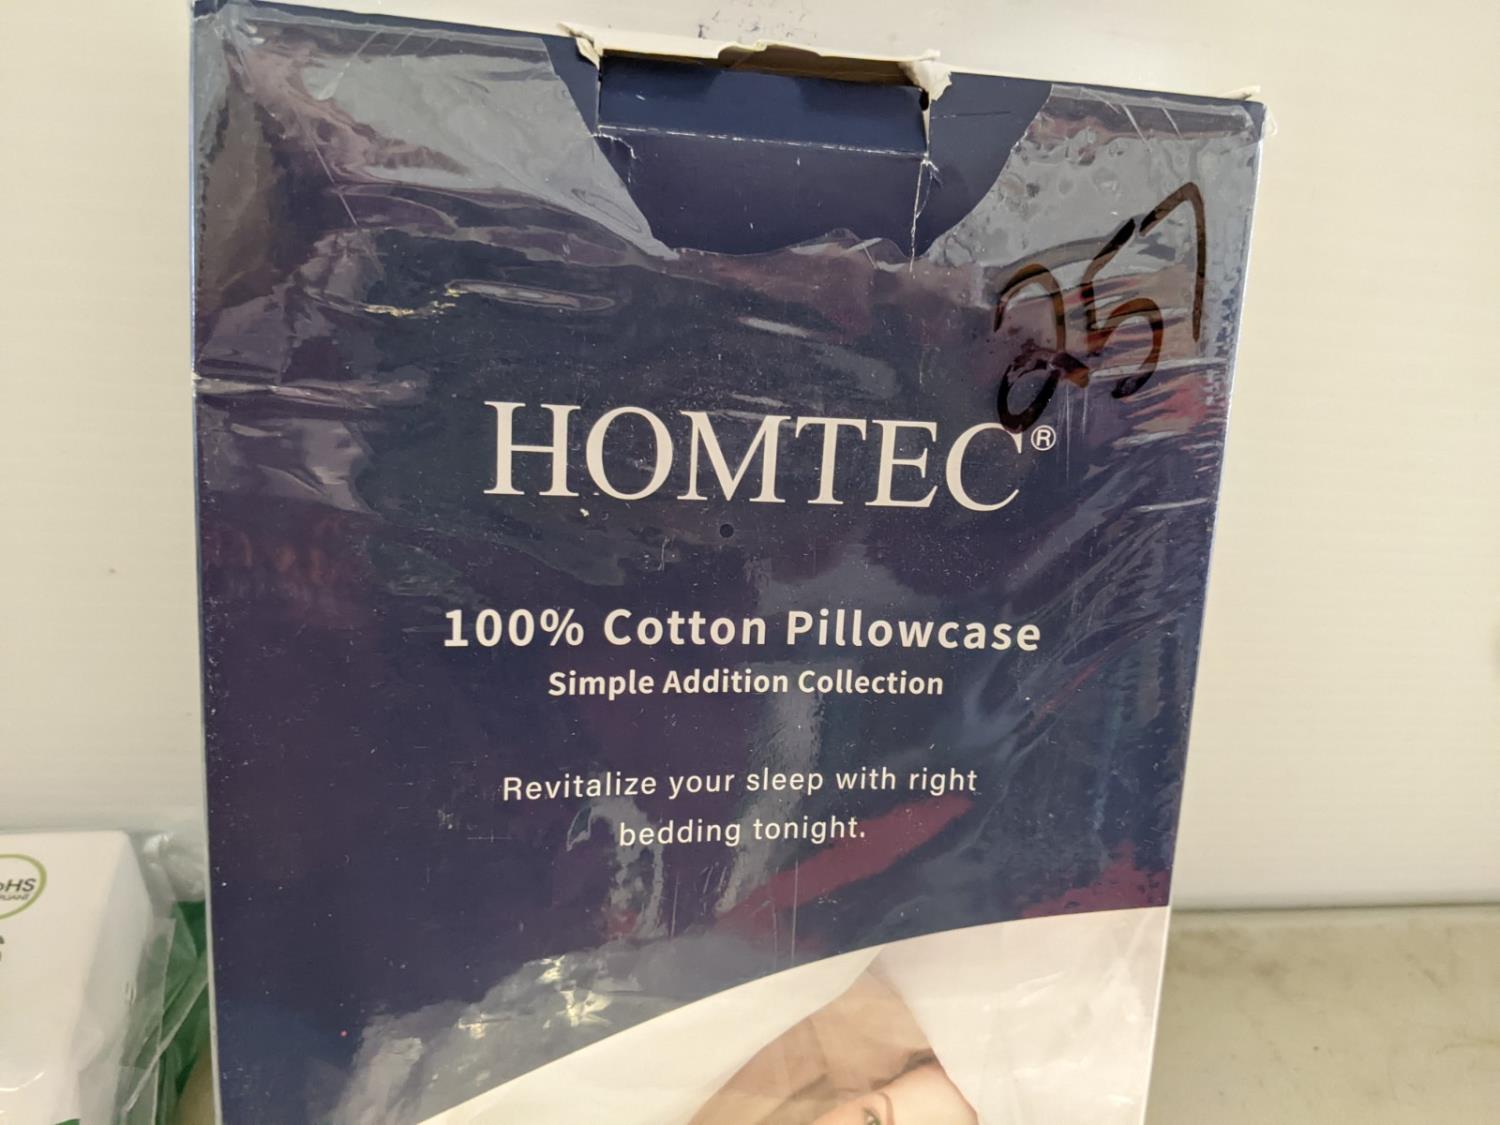 257
HOMTEC®
100% Cotton Pillowcase
Simple Addition Collection
Revitalize your sleep with right
bedding tonight.